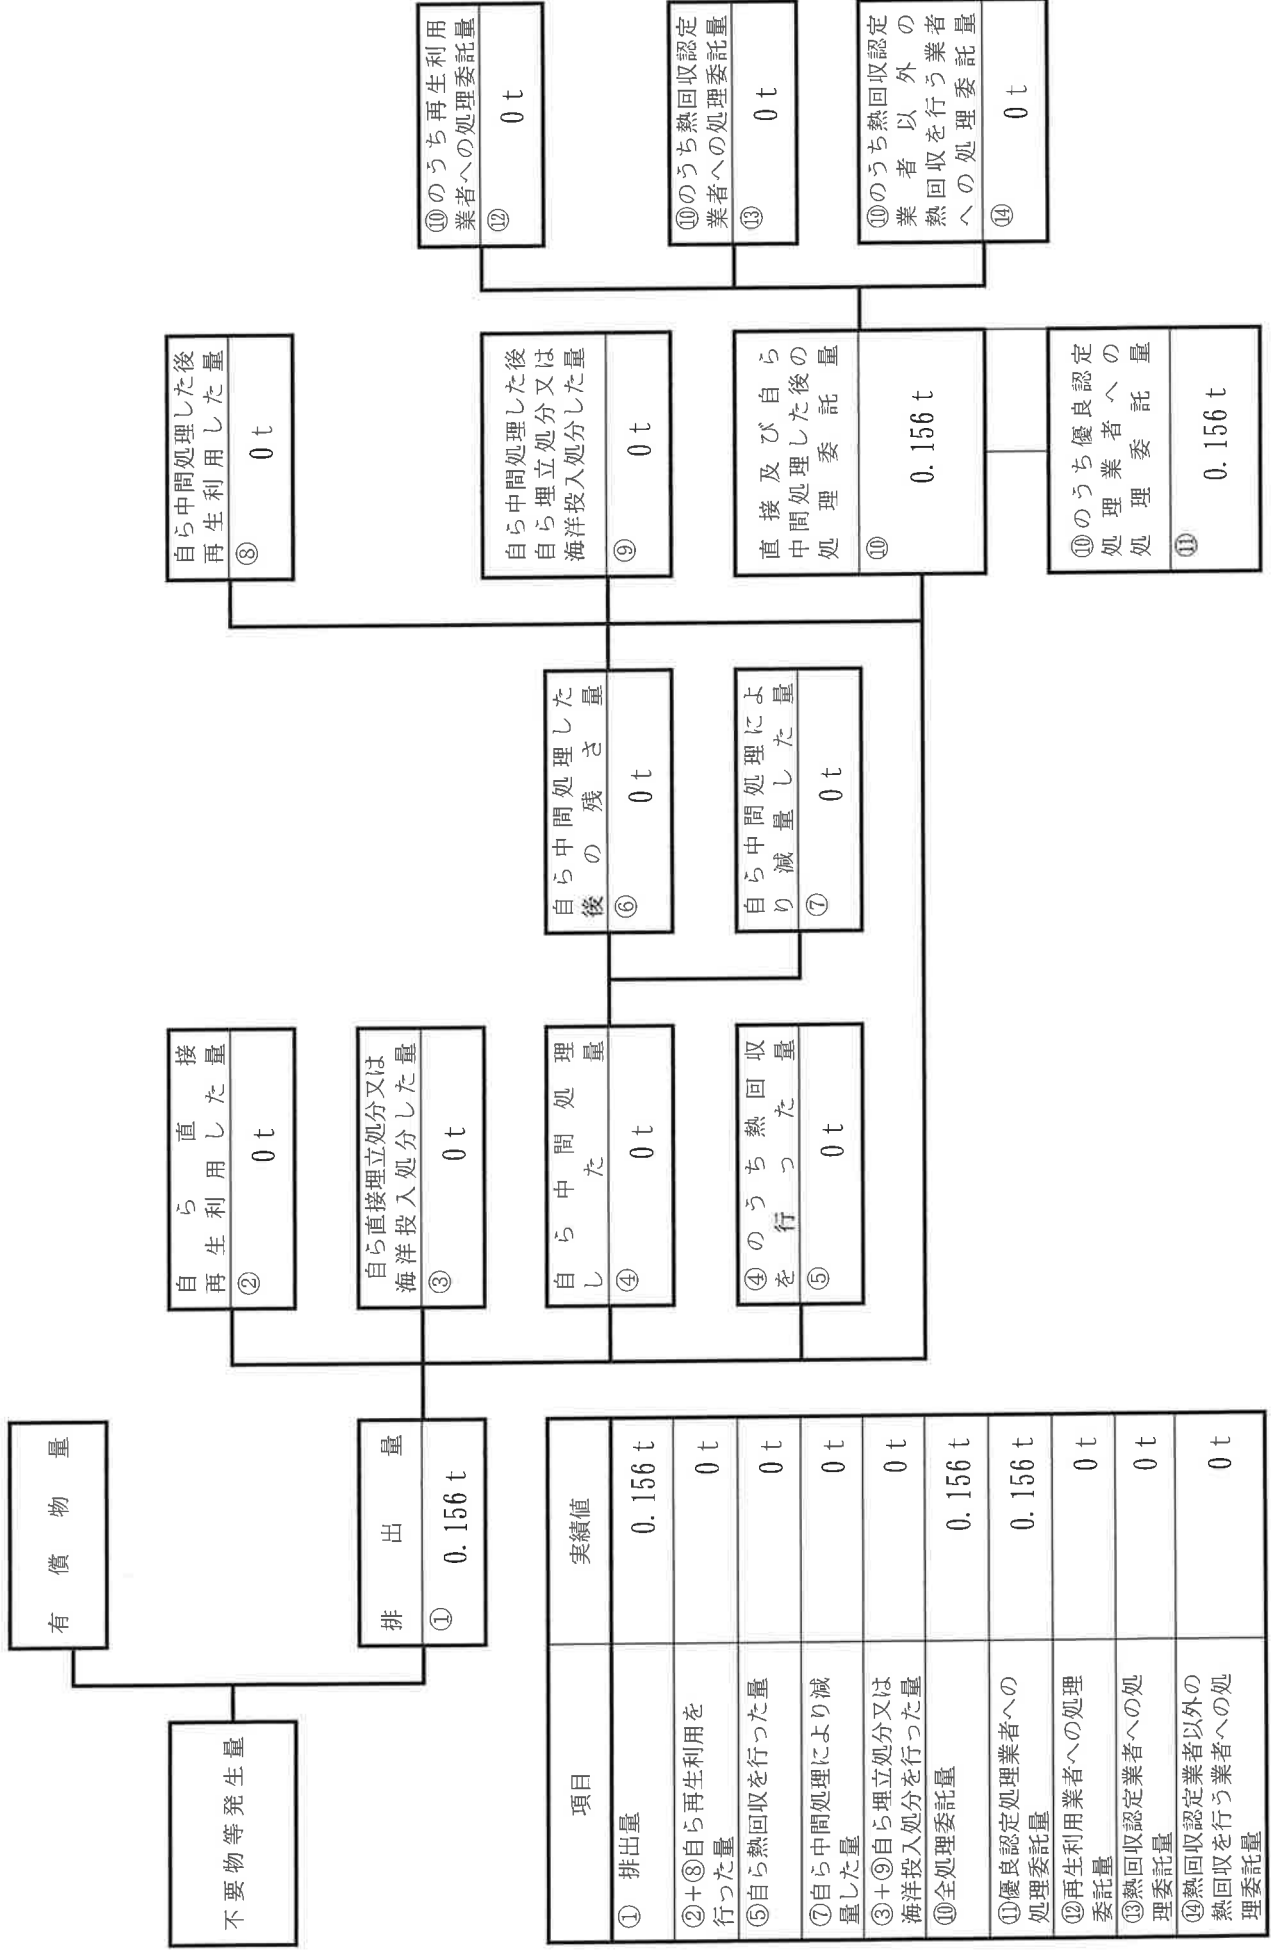 不要物等発生量
有償物量
排出量
① 0.156 t
自ら直接
再生利用した量
② 0 t
自ら直接埋立処分又は
海洋投入処分した量
③ 0 t
自ら中間処理
した量
④ 0 t
④のうち熱回収
を行った量
⑤ 0 t
自ら中間処理した
後の残さ量
⑥ 0 t
自ら中間処理によ
り減量した量
⑦ 0 t
自ら中間処理した後
再生利用した量
⑧ 0 t
自ら中間処理した後
自ら埋立処分又は
海洋投入処分した量
⑨ 0 t
直接及び自ら
中間処理した後の
処理委託量
⑩ 0.156 t
⑩のうち優良認定
処理業者への
処理委託量
⑪ 0.156 t
⑩のうち再生利用
業者への処理委託量
⑫ 0 t
⑩のうち熱回収認定
業者への処理委託量
⑬ 0 t
⑩のうち熱回収認定
業者以外の
熱回収を行う業者
への処理委託量
⑭ 0 t
項目 実績値
① 排出量 0.156 t
②+⑧自ら再生利用を
行った量 0 t
⑤自ら熱回収を行った量 0 t
⑦自ら中間処理により減
量した量 0 t
③+⑨自ら埋立処分又は
海洋投入処分を行った量 0 t
⑩全処理委託量 0.156 t
⑪優良認定処理業者への
処理委託量 0.156 t
⑫再生利用業者への処理
委託量 0 t
⑬熱回収認定業者への処
理委託量 0 t
⑭熱回収認定業者以外の
熱回収を行う業者への処
理委託量 0 t